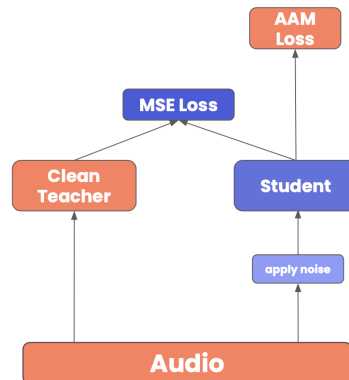 AAM
Loss
MSE Loss
Clean
Teacher
Student
apply noise
Audio